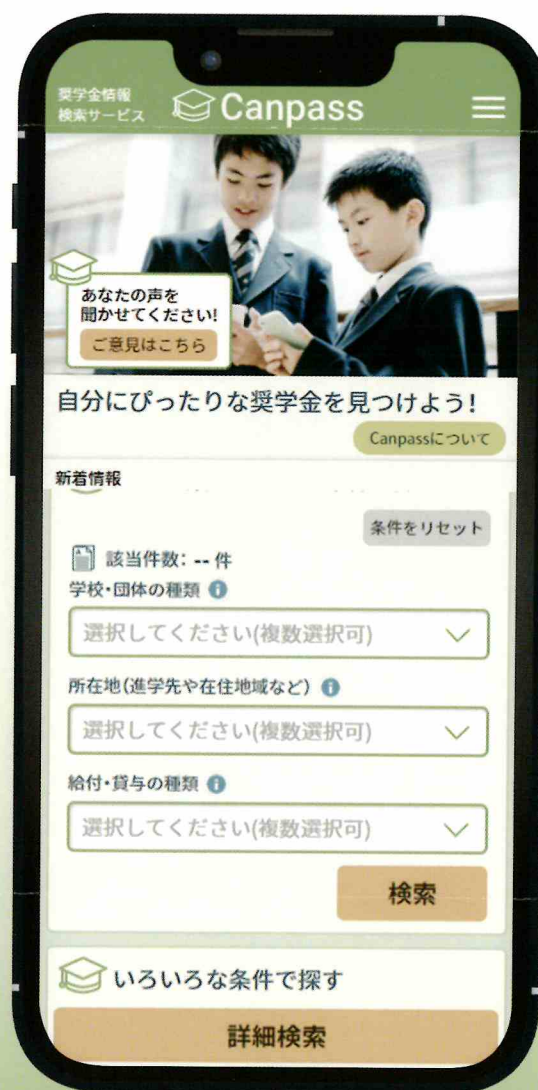 奨学金情報
検索サービス
Canpass
あなたの声を
聞かせてください!
ご意見はこちら
自分にぴったりな奨学金を見つけよう!
Canpassについて
新着情報
条件をリセット
該当件数: -- 件
学校・団体の種類
選択してください(複数選択可)
所在地(進学先や在住地域など)
選択してください(複数選択可)
給付・貸与の種類
選択してください(複数選択可)
検索
いろいろな条件で探す
詳細検索